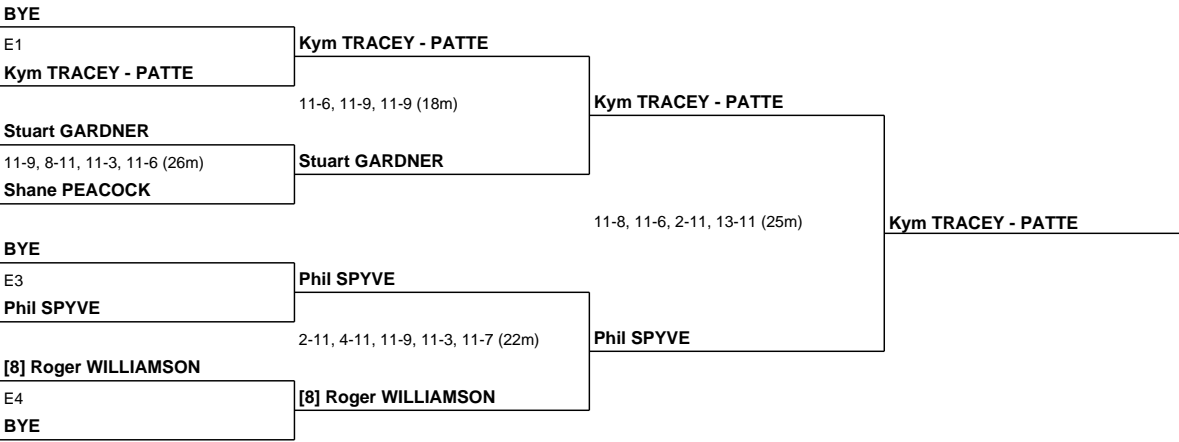 BYE
E1
Kym TRACEY - PATTE
Kym TRACEY - PATTE
11-6, 11-9, 11-9 (18m)
Kym TRACEY - PATTE
Stuart GARDNER
11-9, 8-11, 11-3, 11-6 (26m)
Stuart GARDNER
Shane PEACOCK
11-8, 11-6, 2-11, 13-11 (25m)
Kym TRACEY - PATTE
BYE
E3
Phil SPYVE
Phil SPYVE
2-11, 4-11, 11-9, 11-3, 11-7 (22m)
Phil SPYVE
[8] Roger WILLIAMSON
E4
[8] Roger WILLIAMSON
BYE